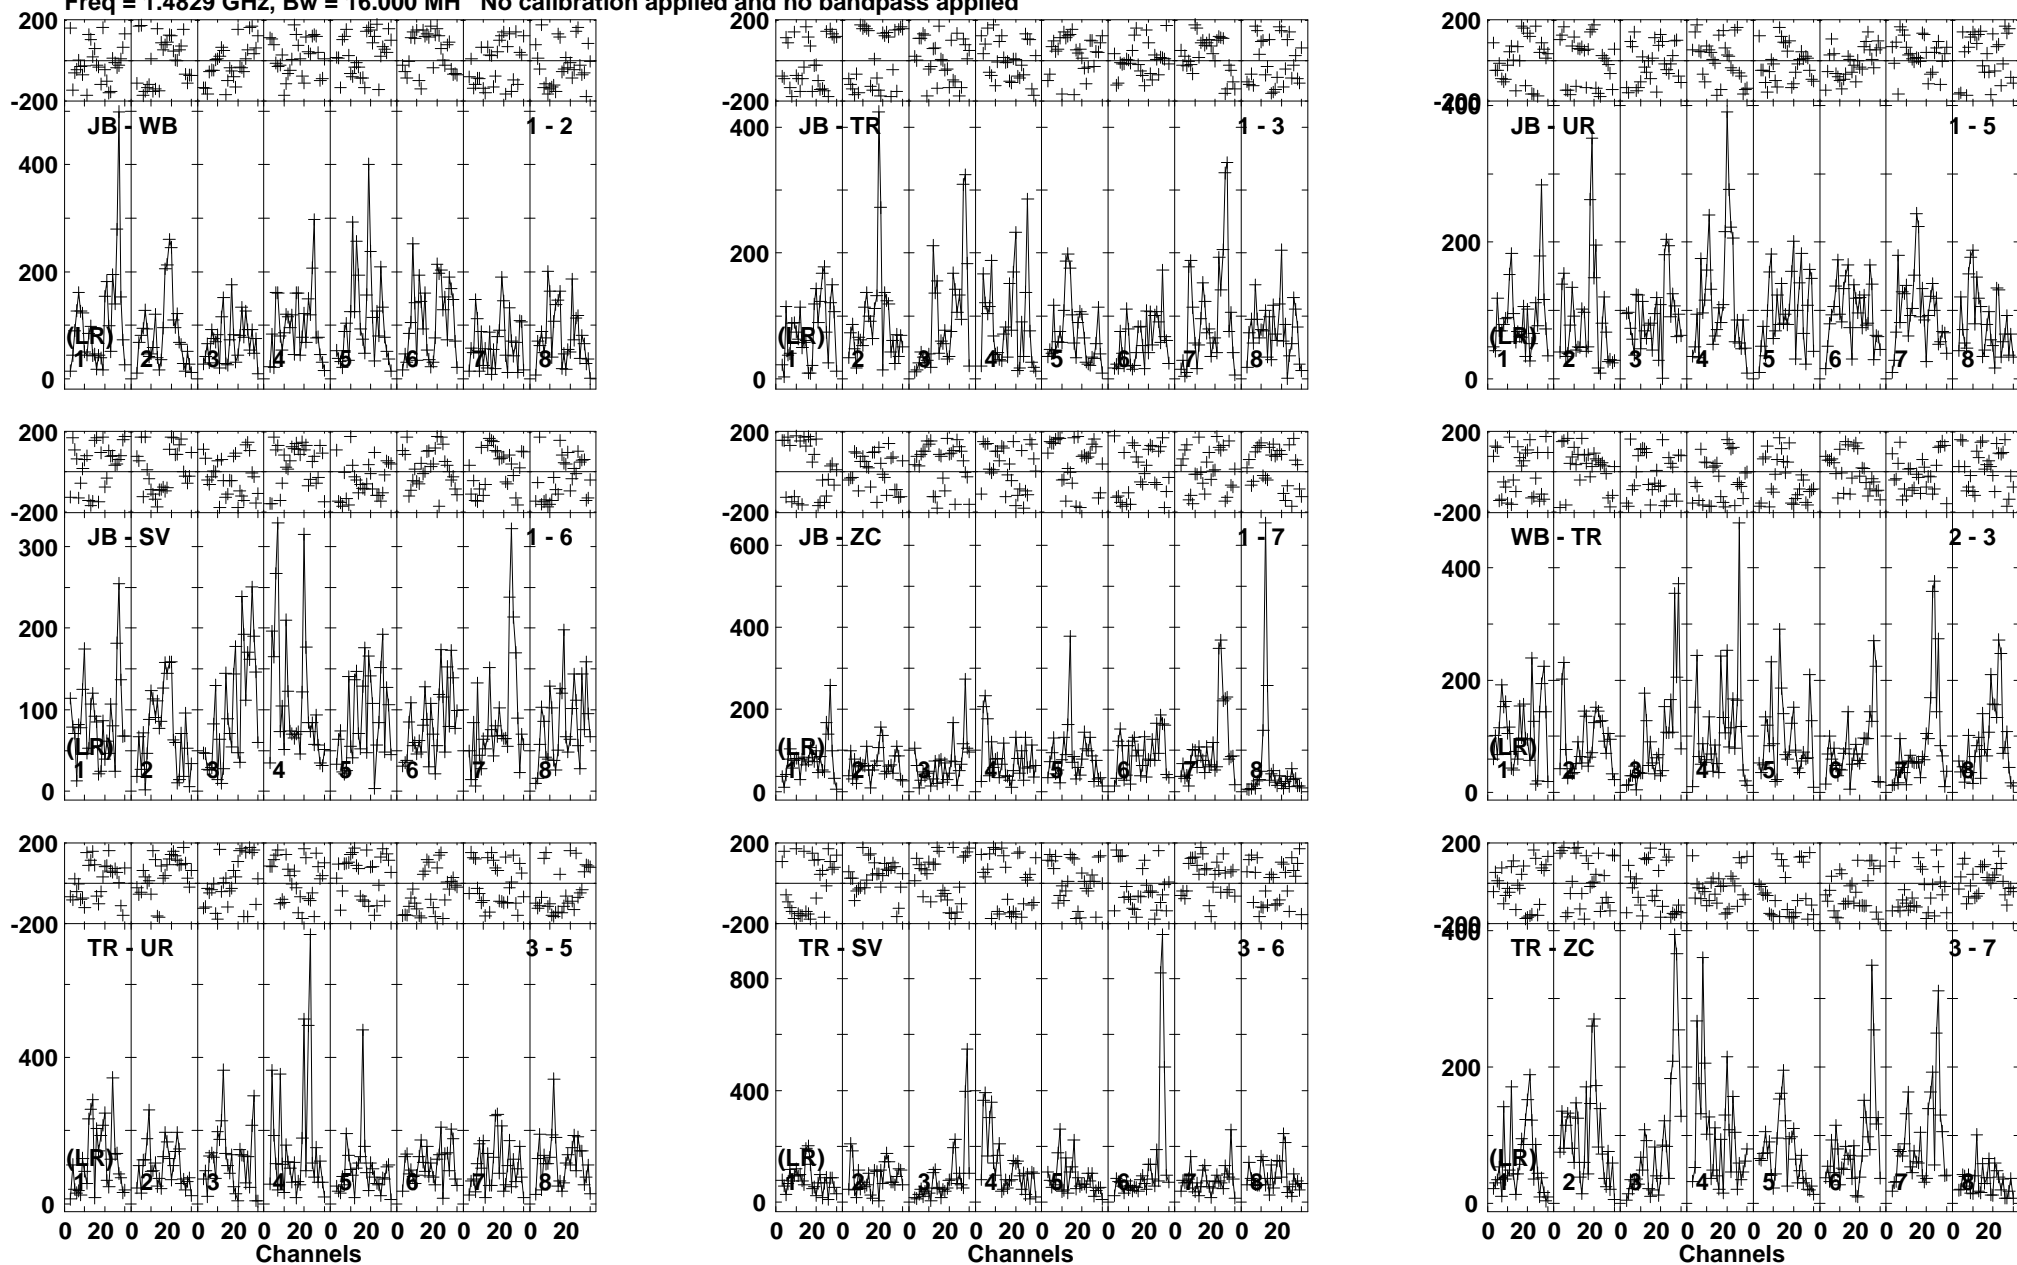 Freq = 1.4829 GHz, Bw = 16.000 MH No calibration applied and no bandpass applied
200 200 200
-200 -200 -200
JB - WB 1 - 2 JB - TR 1 - 3 400 JB - UR 1 - 5
400 400
200 200 200
(LR) (LR) (LR)
1 2 3 4 5 6 7 8 1 2 3 4 5 6 7 8 1 2 3 4 5 6 7 8
0 0 0
200 200 200
-200 -200 -200
JB - SV 1 - 6 JB - ZC 1 - 7 WB - TR 2 - 3
300 600 400
200 400 200
100 200
(LR) (LR) (LR)
1 2 3 4 5 6 7 8 1 2 3 4 5 6 7 8 1 2 3 4 5 6 7 8
0 0 0
200 200 200
-200 -200 -200
TR - UR 3 - 5 TR - SV 3 - 6 400 TR - ZC 3 - 7
400 800 200
400
(LR) (LR) (LR)
1 2 3 4 5 6 7 8 1 2 3 4 5 6 7 8 1 2 3 4 5 6 7 8
0 0 0
0 20 0 20 0 20 0 20 0 20 0 20 0 20 0 20 0 20 0 20 0 20 0 20 0 20 0 20 0 20 0 20 0 20 0 20 0 20 0 20 0 20 0 20 0 20 0 20
Channels Channels Channels